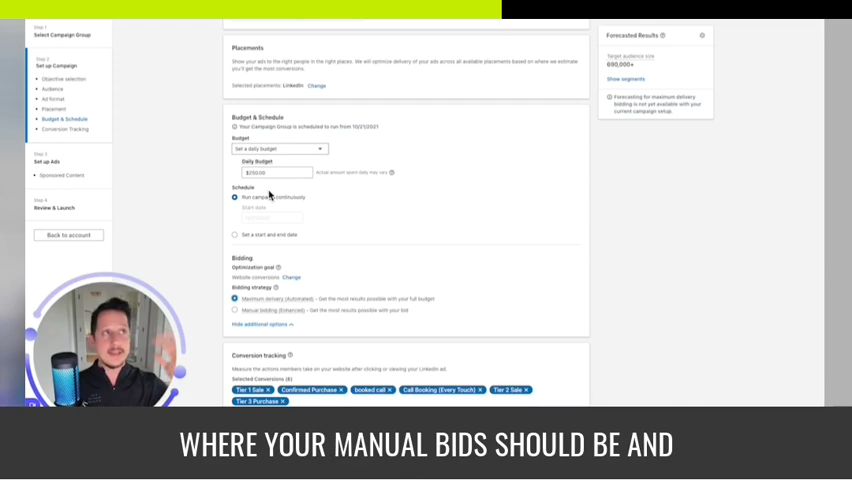 Step 1
Select Campaign Group
Step 2
Set up Campaign
Objective selection
Audience
Ad format
Placement
Budget & Schedule
Conversion Tracking
Step 3
Set up Ads
Sponsored Content
Step 4
Review & Launch
Back to account
Placements
Show your ads to the right people in the right places. We will optimize delivery of your ads across all available placements based on where we estimate
you'll get the most conversions.
Selected placements: LinkedIn Change
Budget & Schedule
Your Campaign Group is scheduled to run from 10/21/2021
Budget
Set a daily budget
Daily Budget
$250.00 Actual amount spent daily may vary
Schedule
Run campaign continuously
Start date
Set a start and end date
Bidding
Optimization goal
Website conversions Change
Bidding strategy
Maximum delivery (Automated) - Get the most results possible with your full budget
Manual bidding (Enhanced) - Get the most results possible with your bid
Hide additional options
Conversion tracking
Measure the actions members take on your website after clicking or viewing your LinkedIn ad.
Selected Conversions (6)
Tier 1 Sale × Confirmed Purchase × booked call × Call Booking (Every Touch) × Tier 2 Sale ×
Tier 3 Purchase ×
Forecasted Results
Target audience size
690,000+
Show segments
Forecasting for maximum delivery
bidding is not yet available with your
current campaign setup.
WHERE YOUR MANUAL BIDS SHOULD BE AND